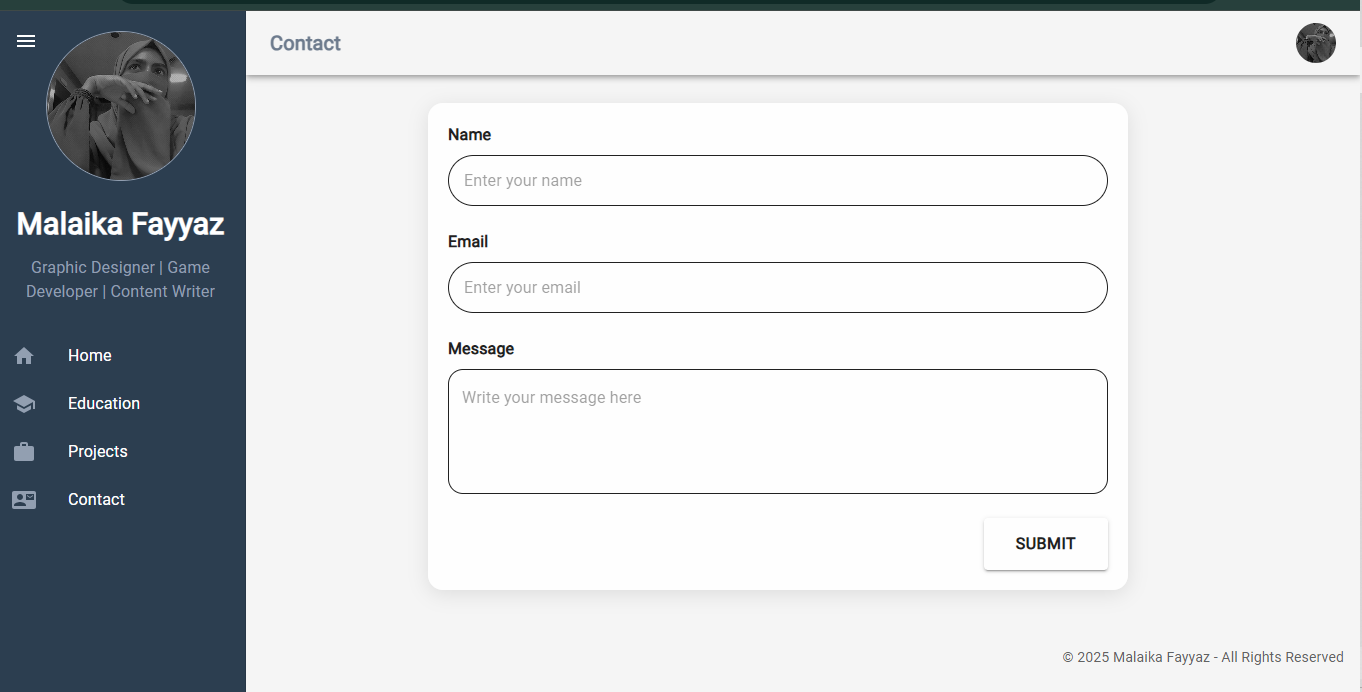 Malaika Fayyaz
Graphic Designer | Game
Developer | Content Writer
Home
Education
Projects
Contact
Contact
Name
Enter your name
Email
Enter your email
Message
Write your message here
SUBMIT
© 2025 Malaika Fayyaz - All Rights Reserved